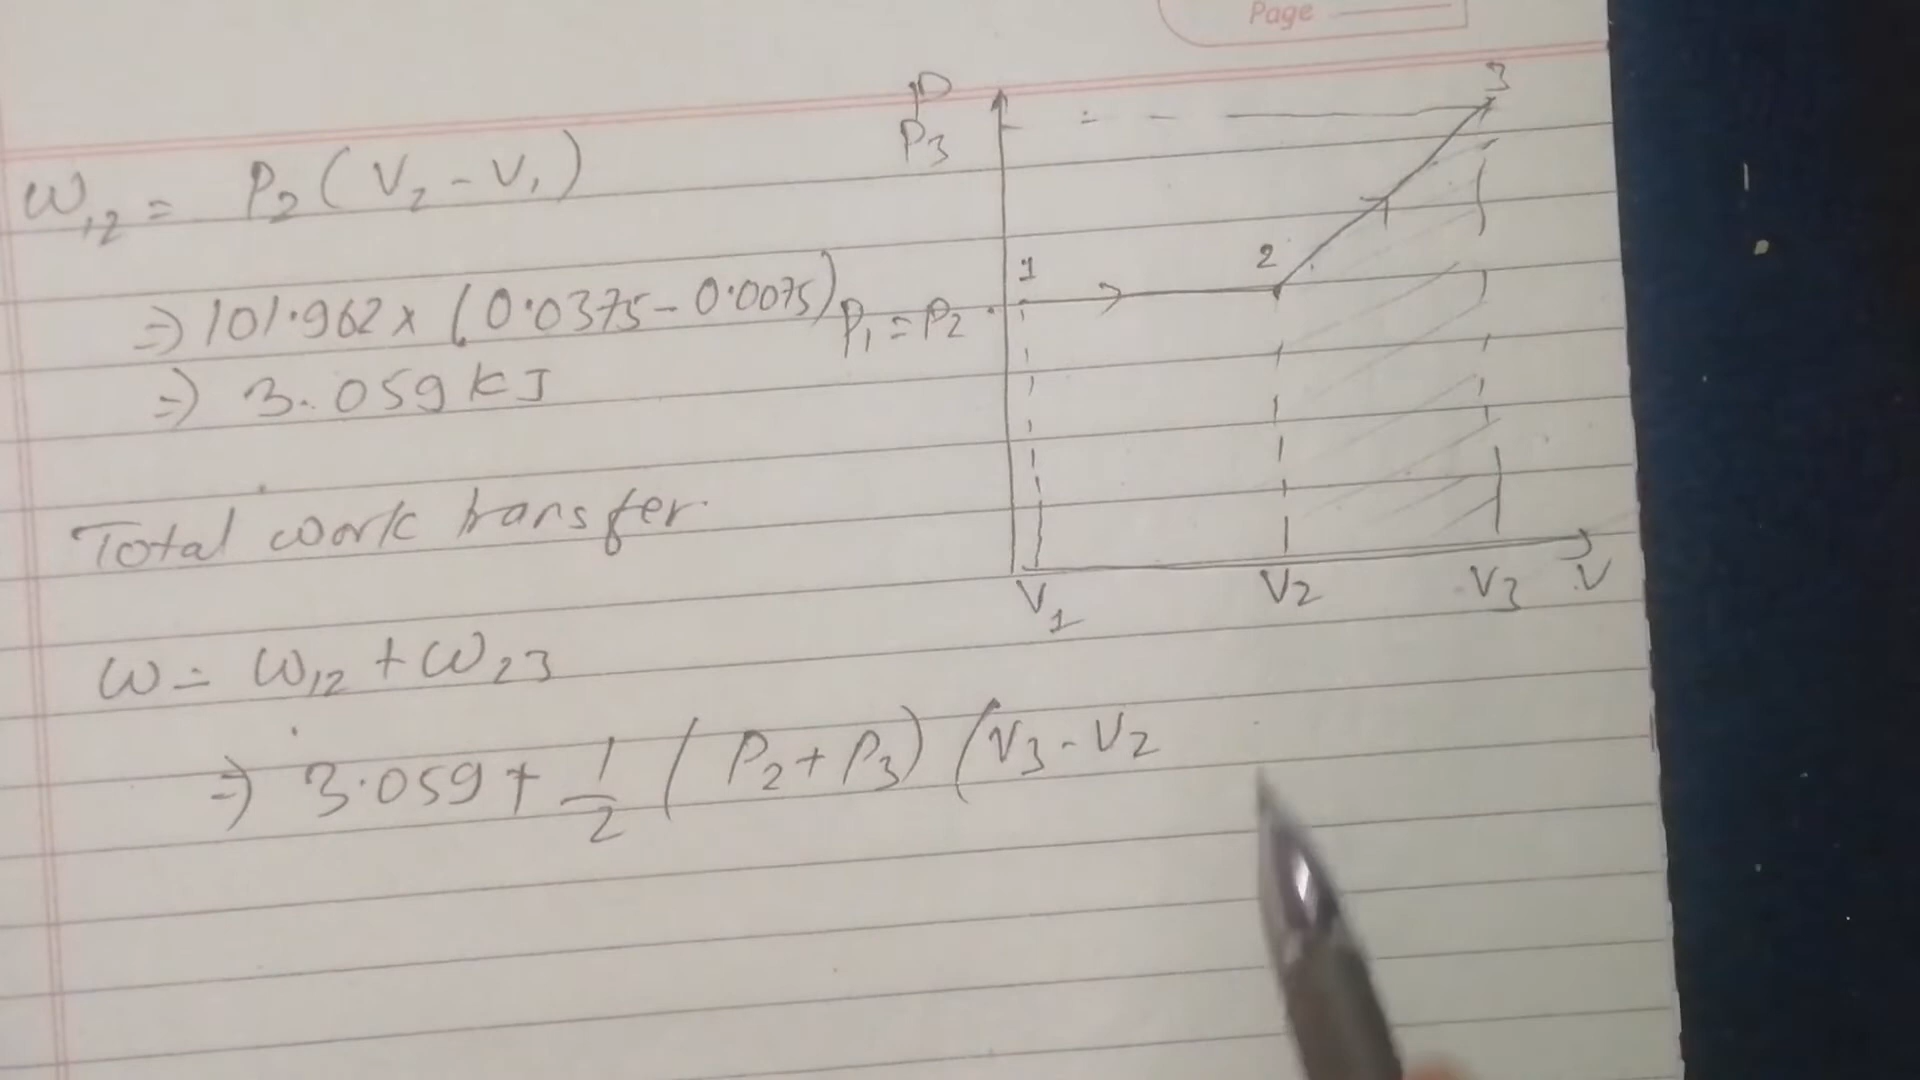 Page
P
P3
3
W12 = P2 ( V2 - V1 )
1
2
=) 101.962 x ( 0.0375 - 0.0075 )
P1 = P2
=) 3.059 KJ
Total work transfer
V1 V2 V3 V
W = W12 + W23
=) 3.059 + 1/2 ( P2 + P3 ) ( V3 - V2